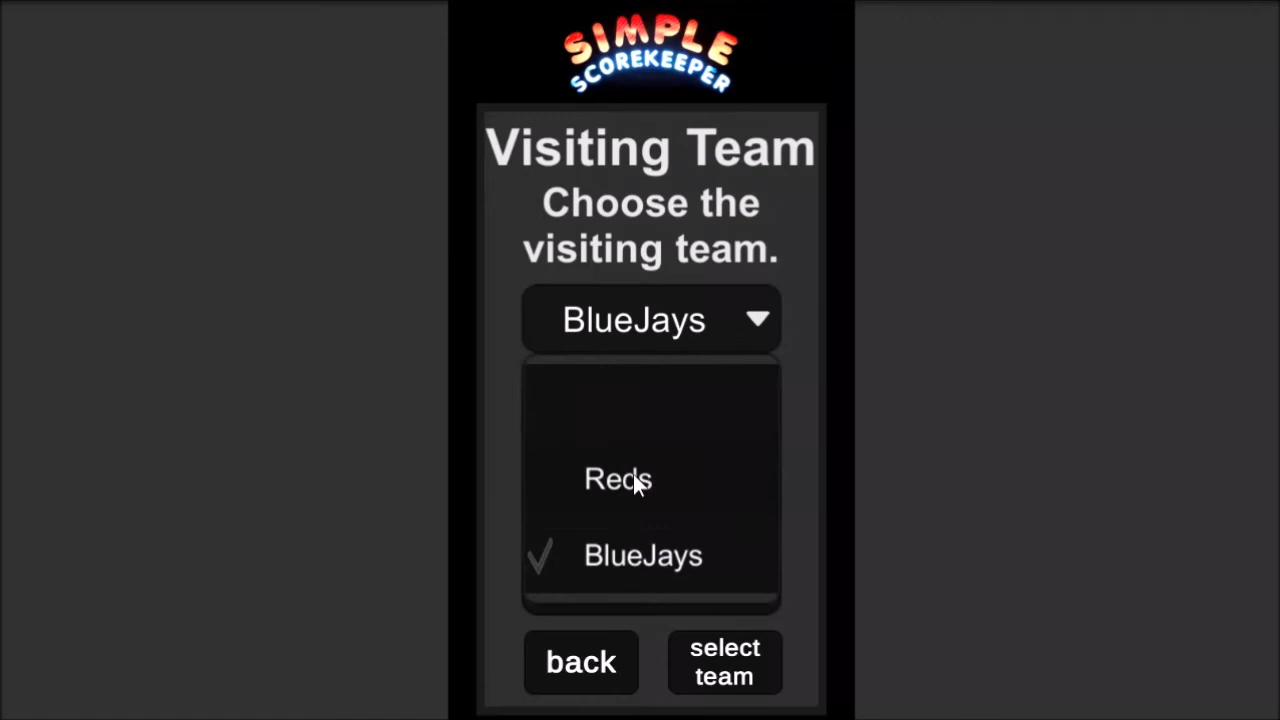 SIMPLE
SCOREKEEPER
Visiting Team
Choose the
visiting team.
BlueJays
Reds
BlueJays
back
select
team